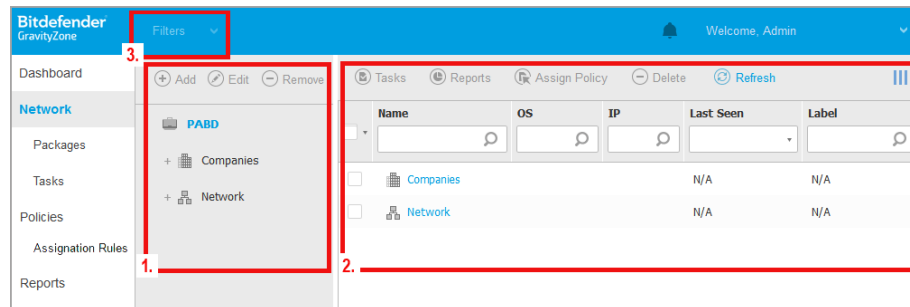 Bitdefender
GravityZone
Filters
Welcome, Admin
3.
1.
2.
Dashboard
Network
Packages
Tasks
Policies
Assignation Rules
Reports
Add Edit Remove
PABD
+ Companies
+ Network
Tasks Reports Assign Policy Delete Refresh
Name OS IP Last Seen Label
Companies N/A N/A
Network N/A N/A